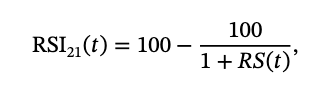 RSI₂₁(t) = 100 − 100 / (1 + RS(t)),